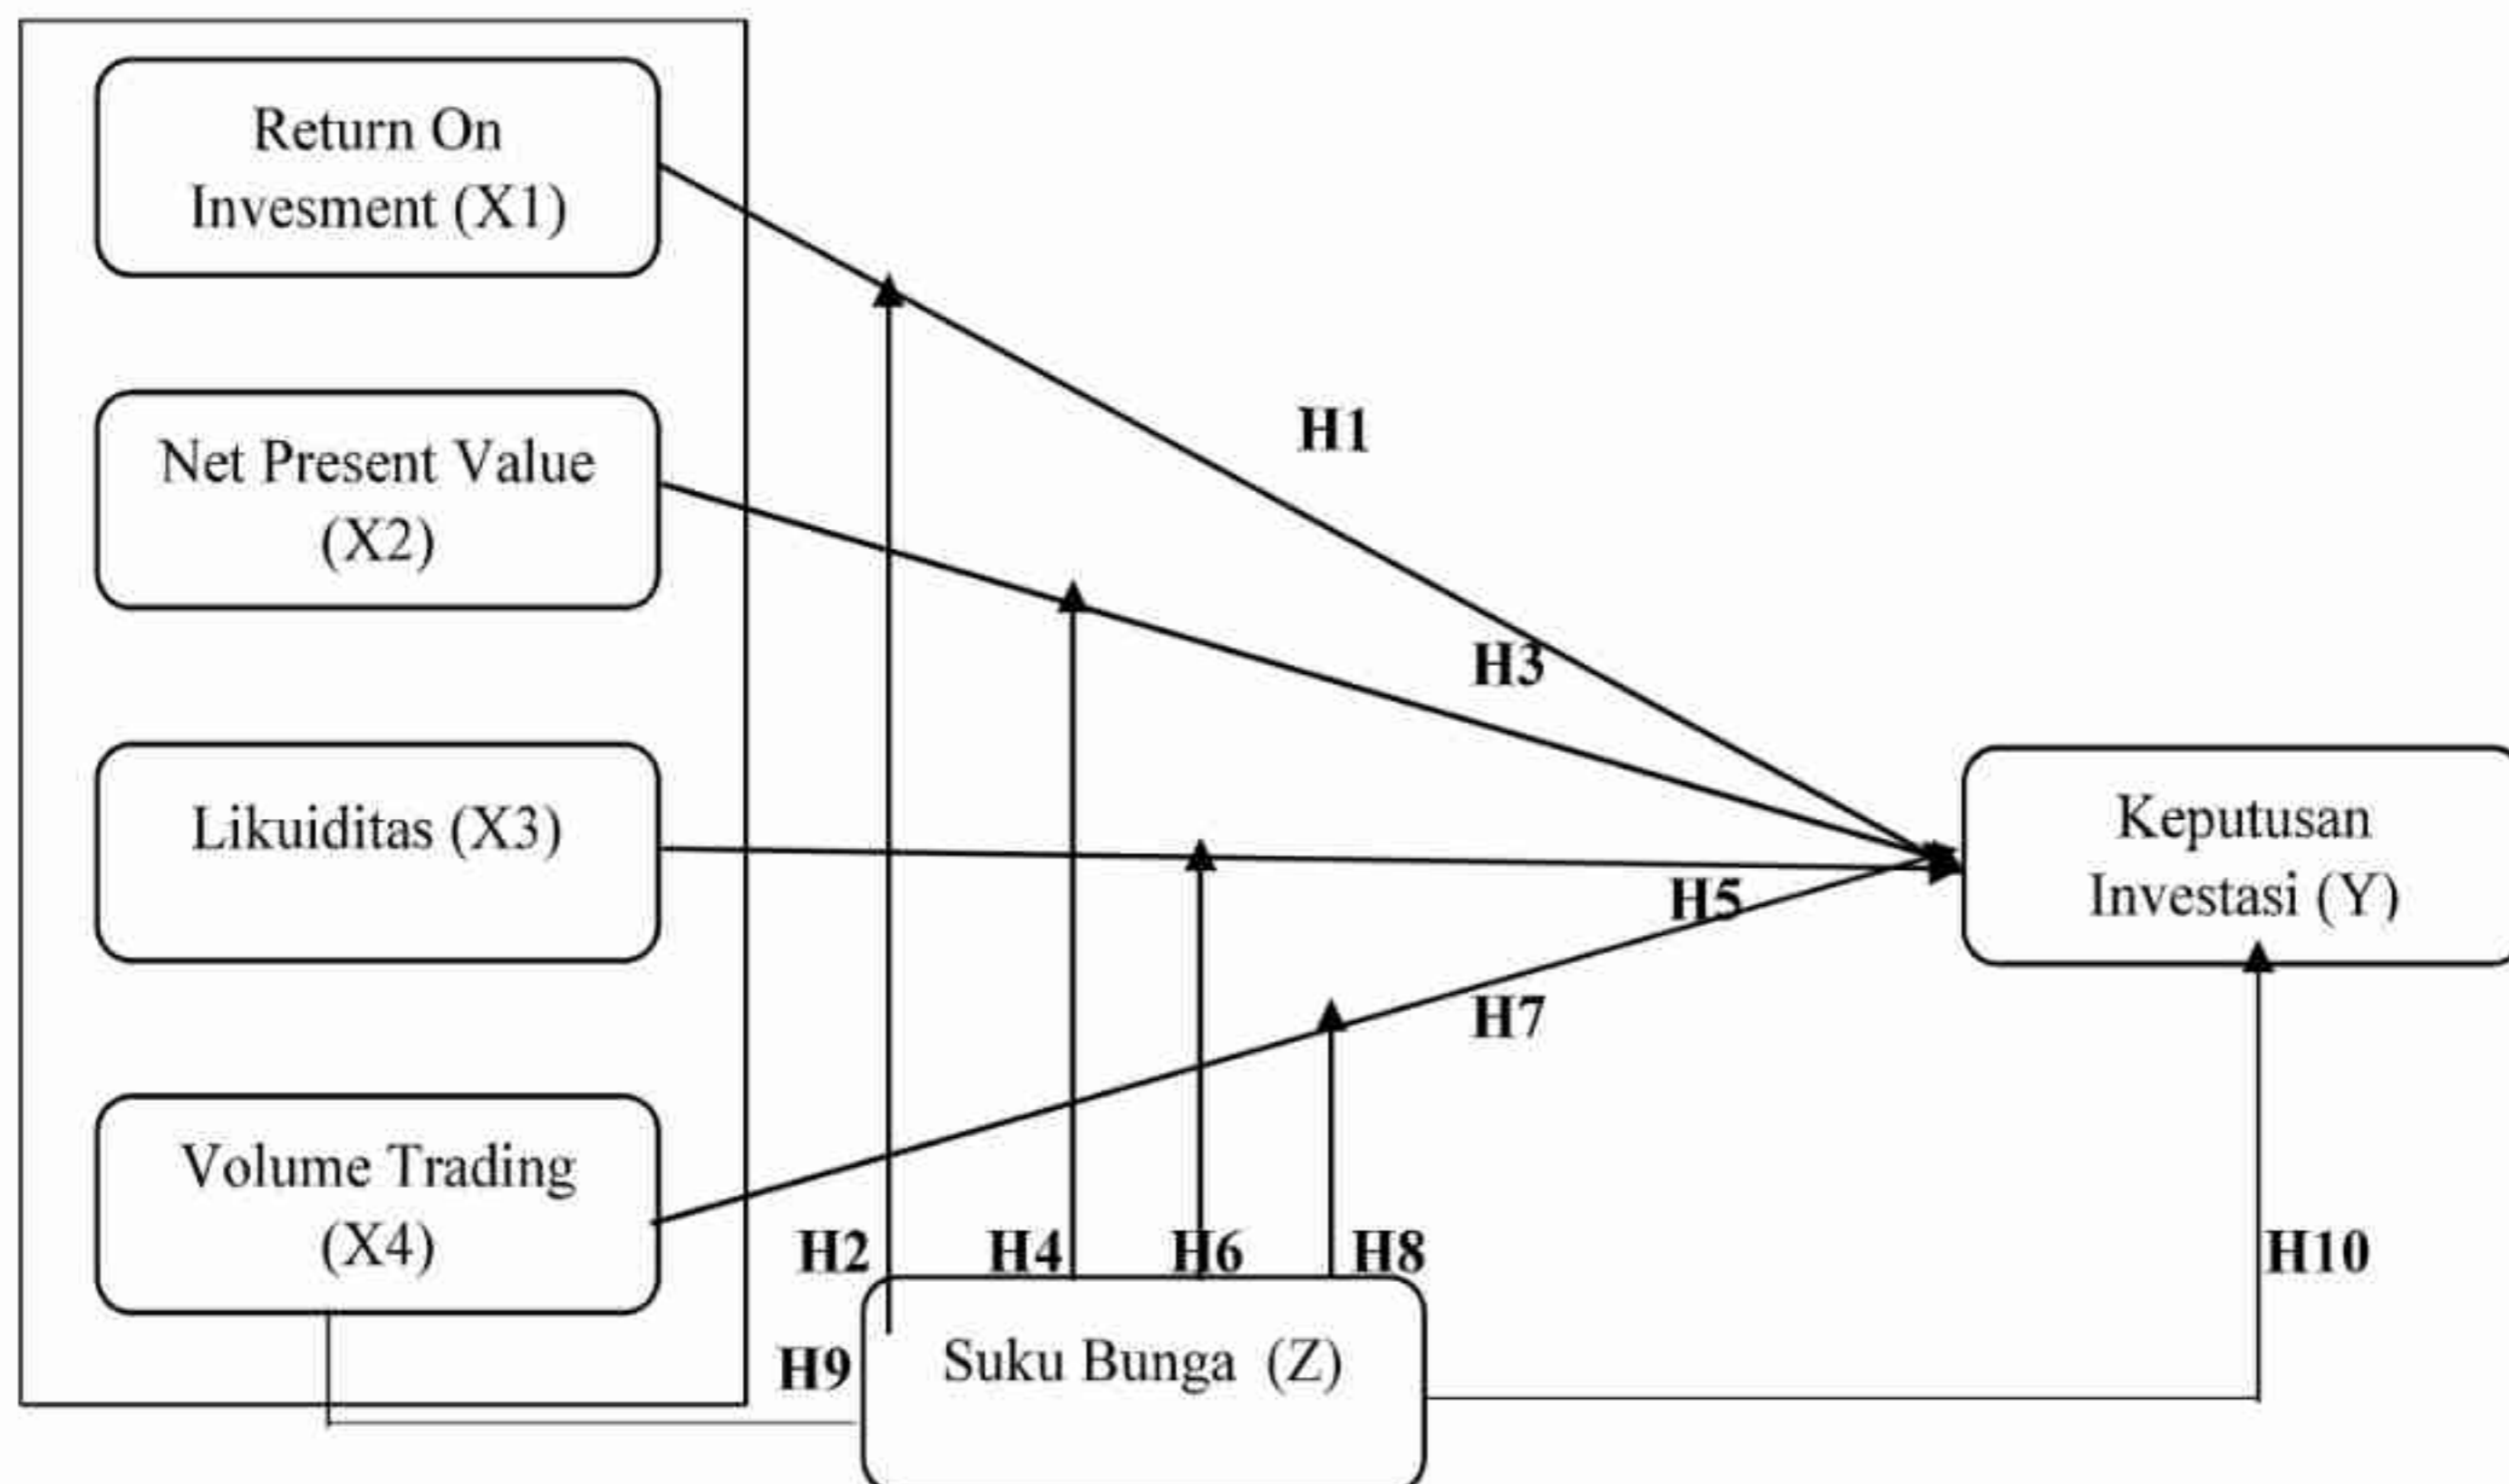 Return On
Invesment (X1)
H1
Net Present Value
(X2)
H3
Likuiditas (X3)
Keputusan
Investasi (Y)
H5
H7
Volume Trading
(X4)
H2
H4
H6
H8
H10
H9
Suku Bunga (Z)